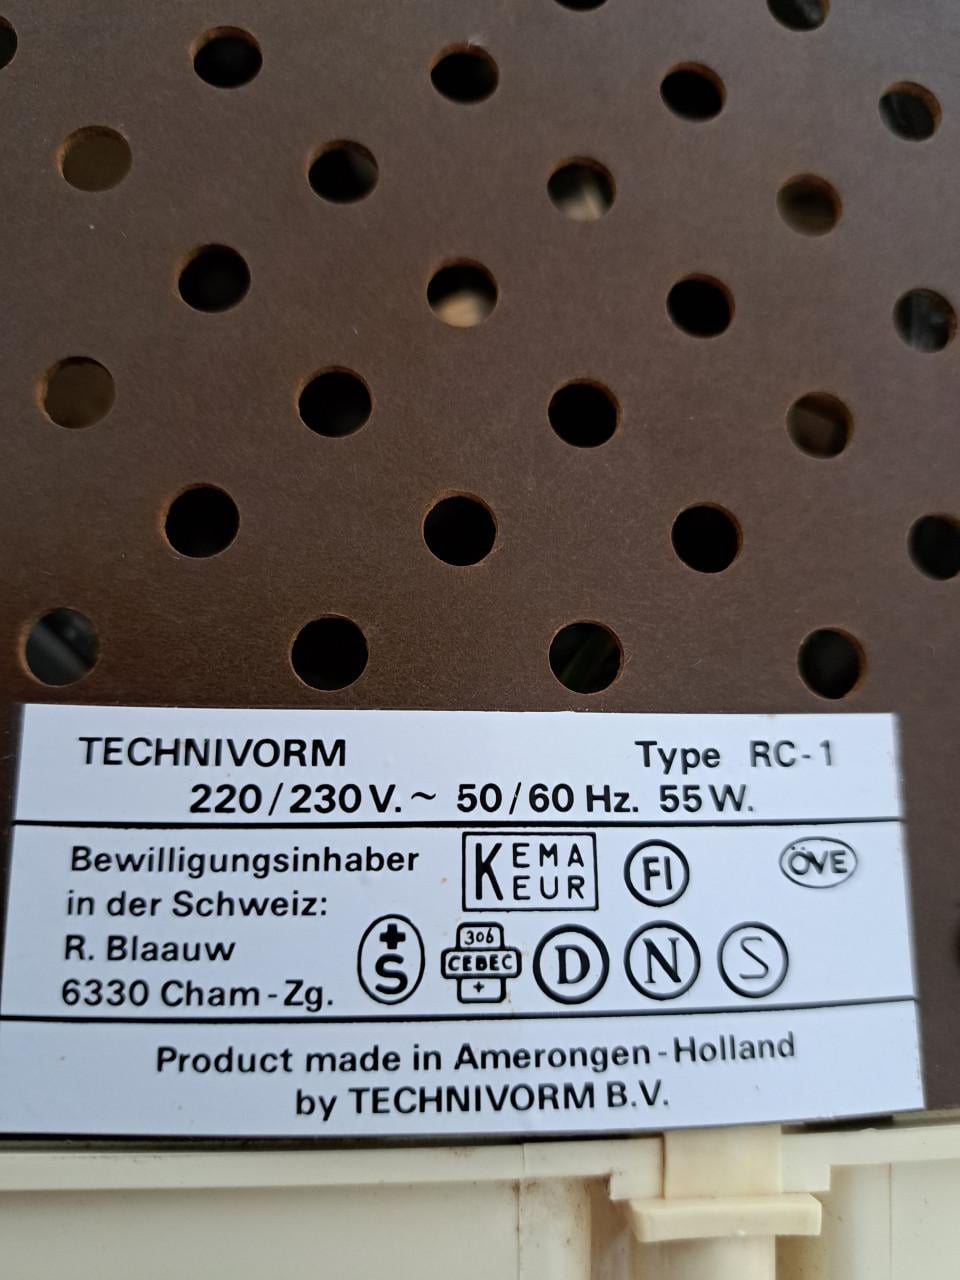 TECHNIVORM Type RC-1
220/230 V. ~ 50/60 Hz. 55 W.
Bewilligungsinhaber
in der Schweiz:
R. Blaauw
6330 Cham-Zg.
KEMA
KEUR
FI
ÖVE
+S
306
CEBEC
+
D
N
S
Product made in Amerongen-Holland
by TECHNIVORM B.V.